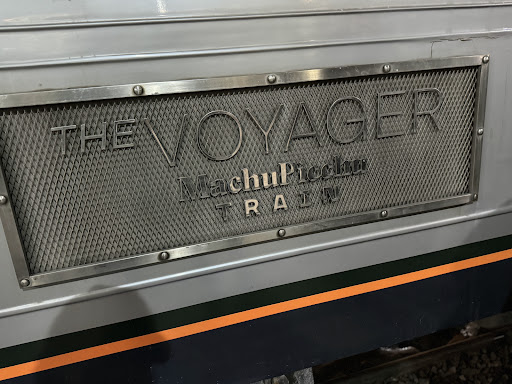 THE VOYAGER
MachuPicchu
TRAIN